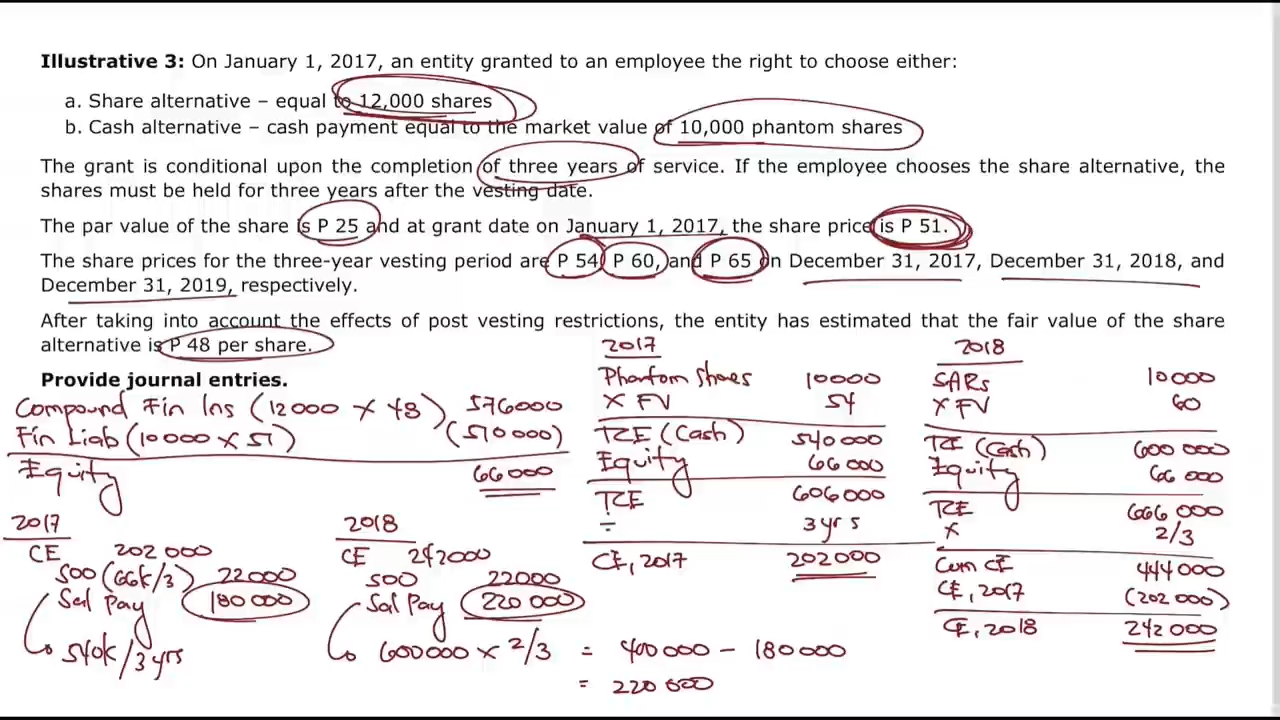 Illustrative 3: On January 1, 2017, an entity granted to an employee the right to choose either:
a. Share alternative – equal to 12,000 shares
b. Cash alternative – cash payment equal to the market value of 10,000 phantom shares
The grant is conditional upon the completion of three years of service. If the employee chooses the share alternative, the
shares must be held for three years after the vesting date.
The par value of the share is P 25 and at grant date on January 1, 2017, the share price is P 51.
The share prices for the three-year vesting period are P 54, P 60, and P 65 on December 31, 2017, December 31, 2018, and
December 31, 2019, respectively.
After taking into account the effects of post vesting restrictions, the entity has estimated that the fair value of the share
alternative is P 48 per share.
Provide journal entries.
Compound Fin Ins (12000 x 48) 576000
Fin Liab (10000 x 51) (510000)
Equity 66000
2017
CE 202000
SOO (66k/3) 22000
Sal Pay 180000
540k/3yrs
2018
CE 242000
SOO 22000
Sal Pay 220000
600000 x 2/3 = 400000 - 180000
= 220000
2017
Phantom Shares 10000
x FV 54
TCE (Cash) 540000
Equity 66000
TCE 606000
÷ 3yrs
CE, 2017 202000
2018
SARs 10000
x FV 60
TCE (Cash) 600000
Equity 66000
TCE 666000
x 2/3
Cum CE 444000
CE, 2017 (202000)
CE, 2018 242000